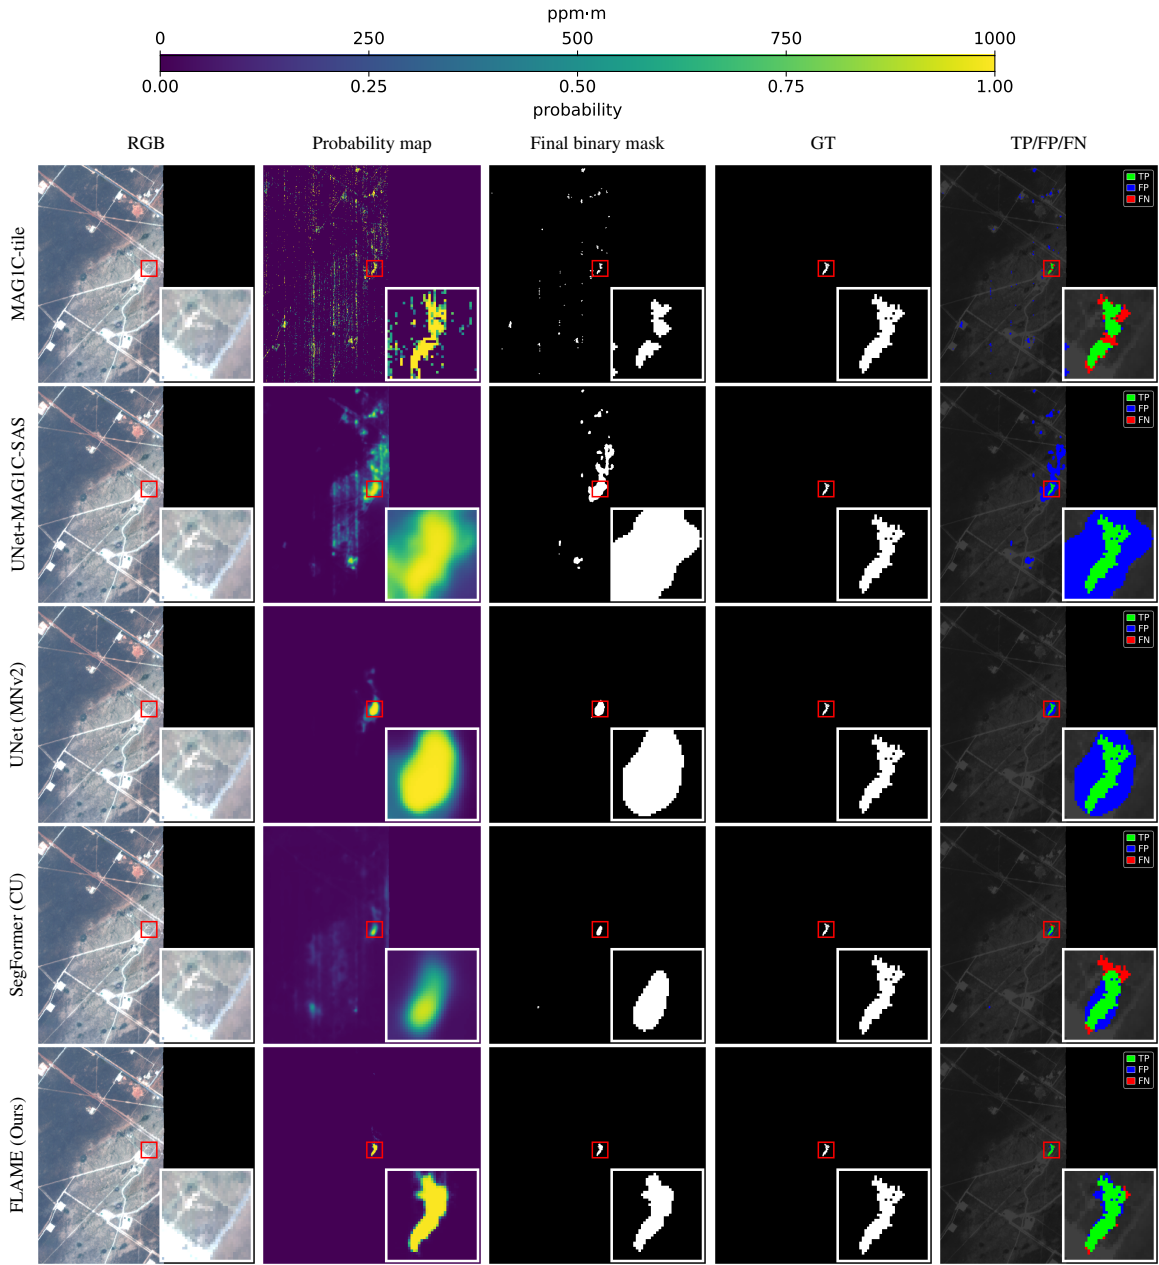 ppm·m
0 250 500 750 1000
0.00 0.25 0.50 0.75 1.00
probability
RGB Probability map Final binary mask GT TP/FP/FN
MAG1C-tile
TP
FP
FN
UNet+MAG1C-SAS
TP
FP
FN
UNet (MNv2)
TP
FP
FN
SegFormer (CU)
TP
FP
FN
FLAME (Ours)
TP
FP
FN